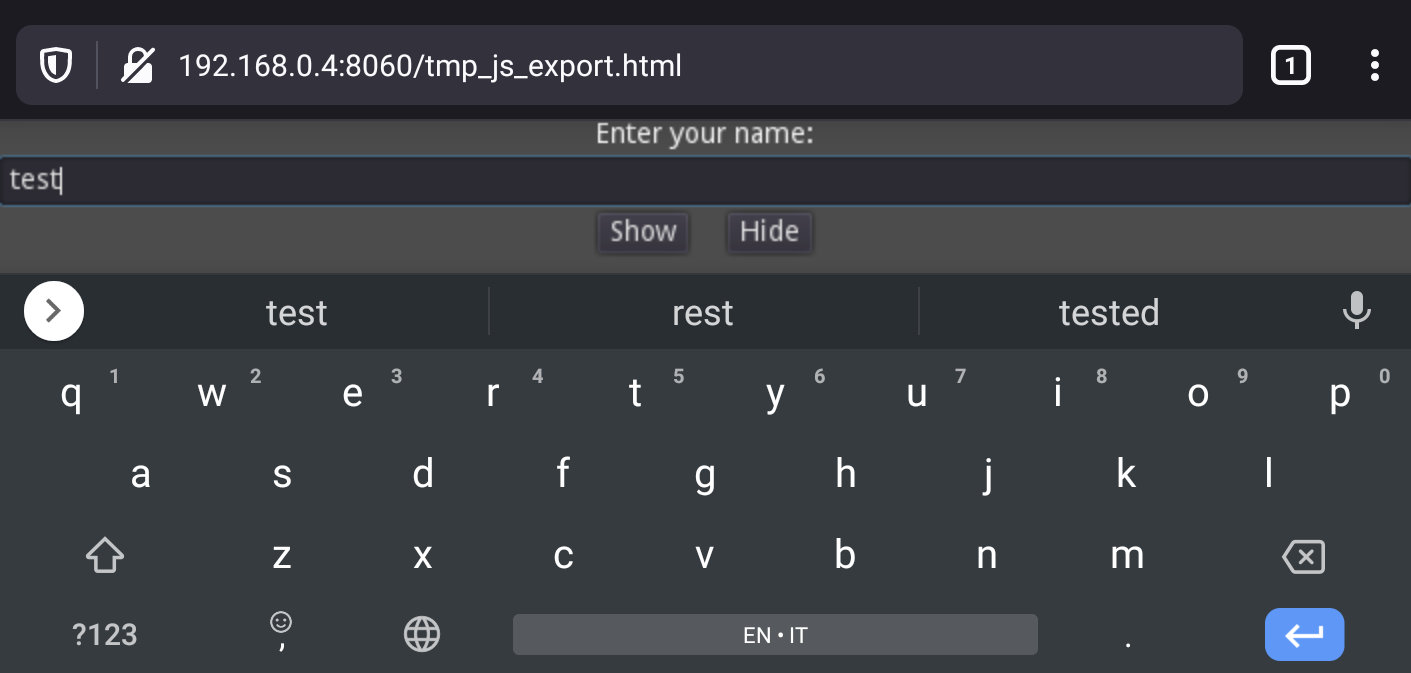 192.168.0.4:8060/tmp_js_export.html 1
Enter your name:
test
Show Hide
test rest tested
q 1 w 2 e 3 r 4 t 5 y 6 u 7 i 8 o 9 p 0
a s d f g h j k l
z x c v b n m
?123 , EN • IT .